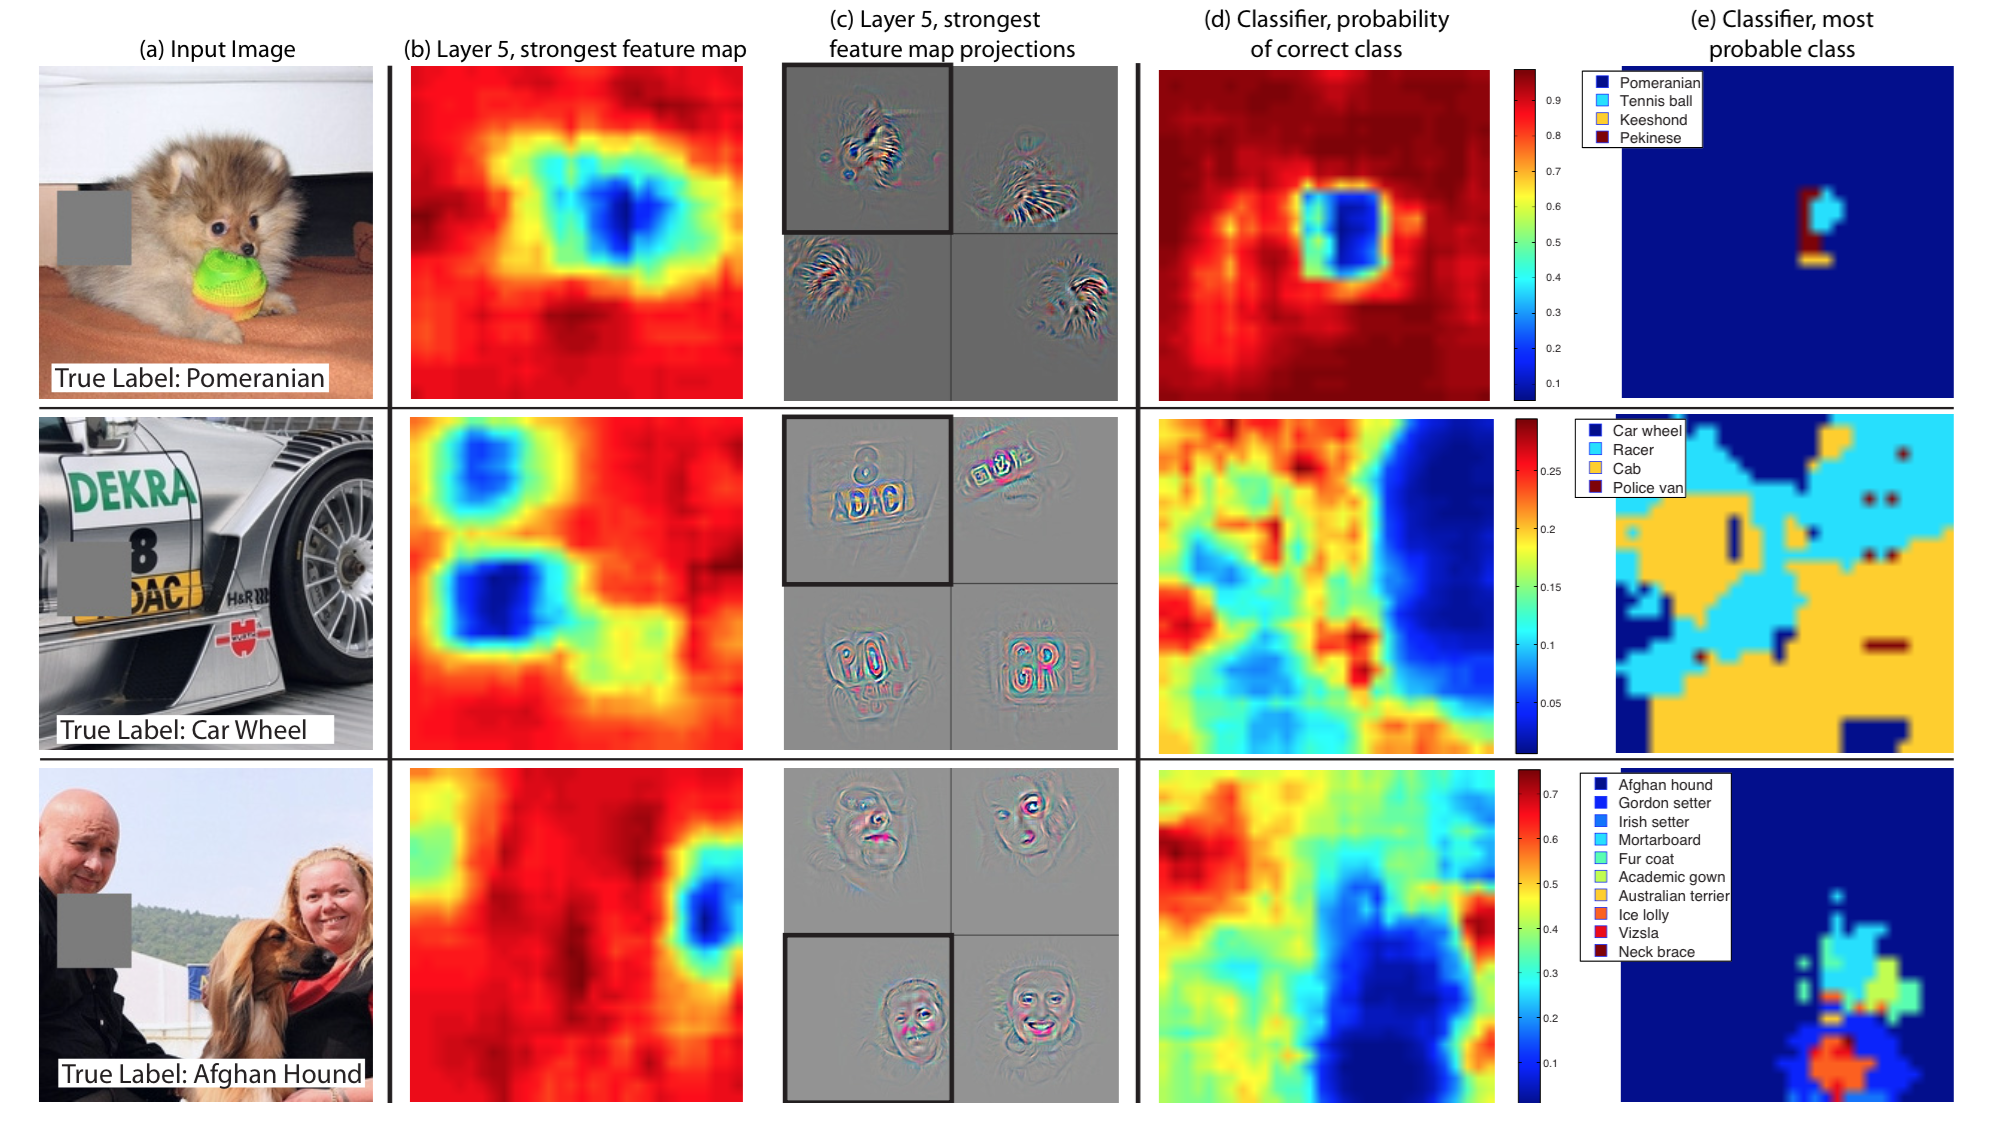 (a) Input Image
(b) Layer 5, strongest feature map
(c) Layer 5, strongest
feature map projections
(d) Classifier, probability
of correct class
(e) Classifier, most
probable class
True Label: Pomeranian
0.9
0.8
0.7
0.6
0.5
0.4
0.3
0.2
0.1
Pomeranian
Tennis ball
Keeshond
Pekinese
DEKRA
8
DAC
H&R
WÜRTH
True Label: Car Wheel
8
ADAC
GRE
0.25
0.2
0.15
0.1
0.05
Car wheel
Racer
Cab
Police van
True Label: Afghan Hound
0.7
0.6
0.5
0.4
0.3
0.2
0.1
Afghan hound
Gordon setter
Irish setter
Mortarboard
Fur coat
Academic gown
Australian terrier
Ice lolly
Vizsla
Neck brace